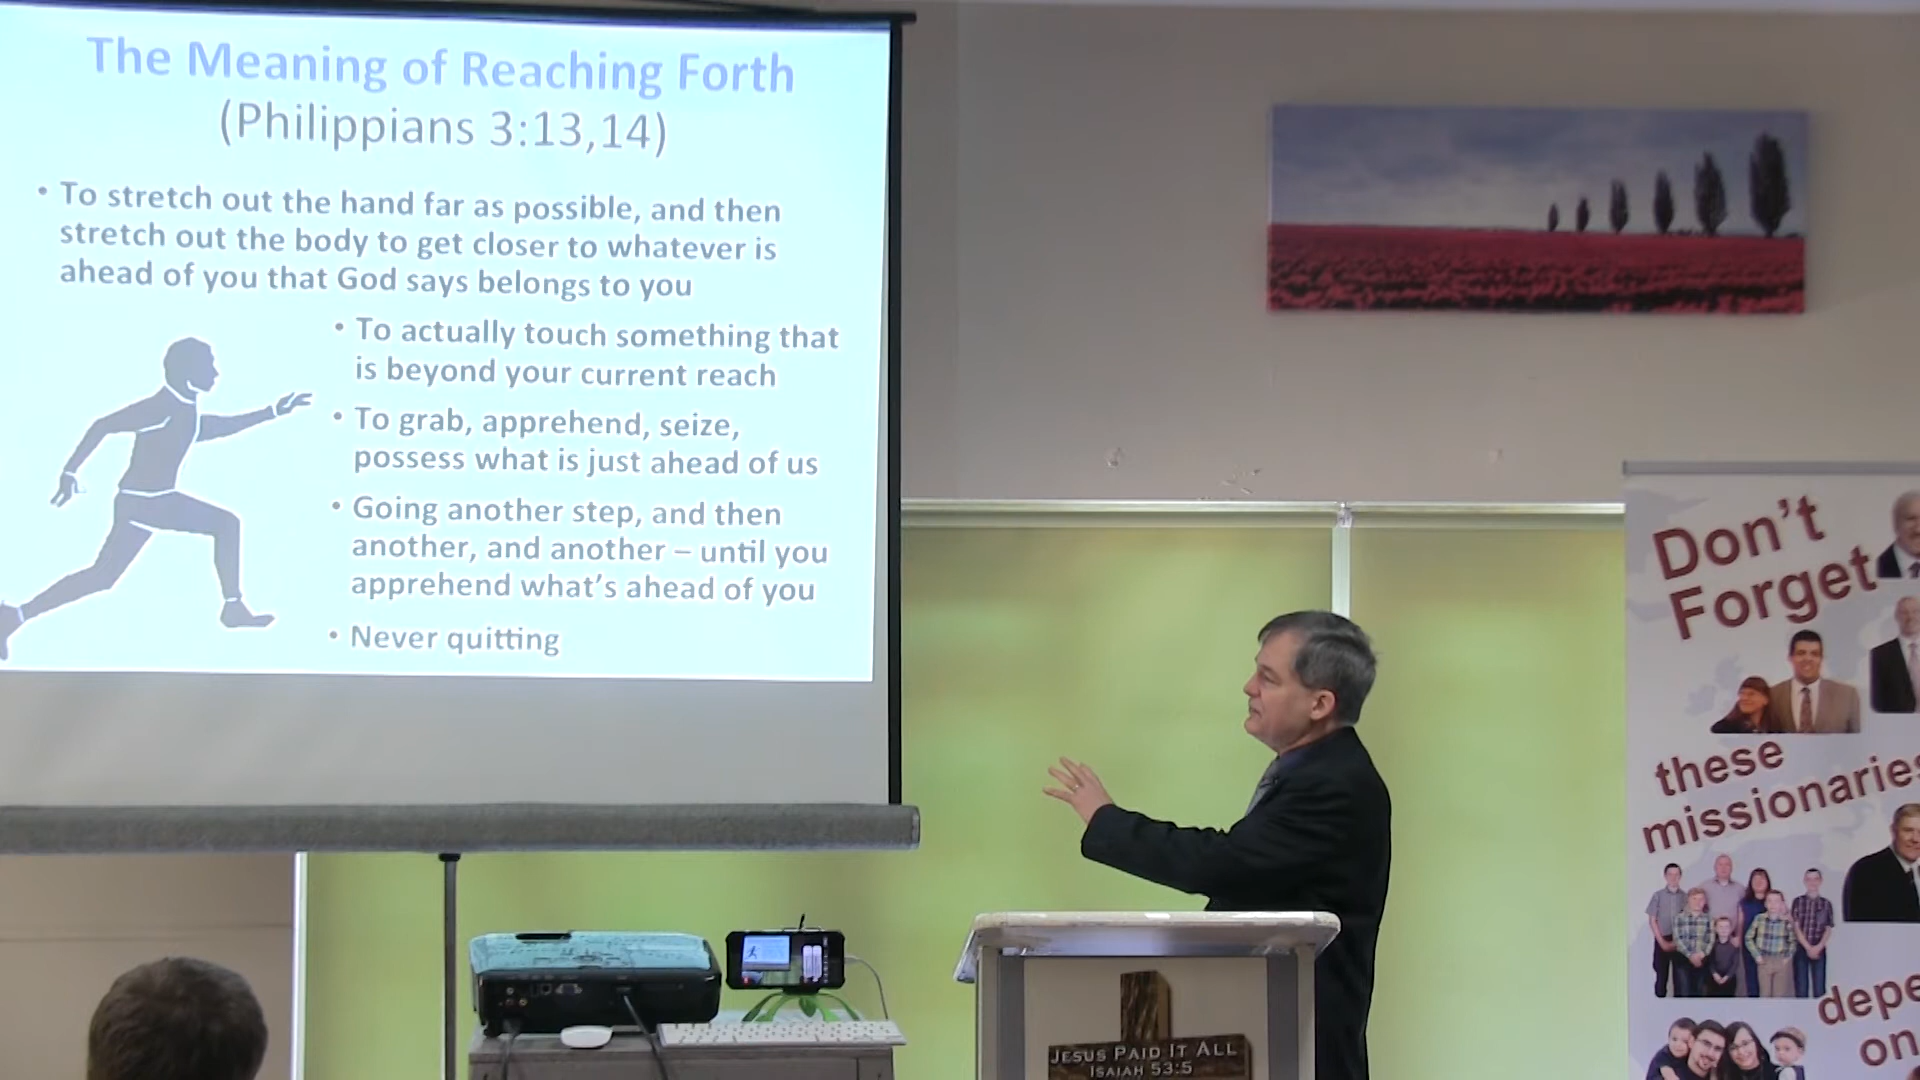 The Meaning of Reaching Forth
(Philippians 3:13,14)
• To stretch out the hand far as possible, and then
stretch out the body to get closer to whatever is
ahead of you that God says belongs to you
• To actually touch something that
is beyond your current reach
• To grab, apprehend, seize,
possess what is just ahead of us
• Going another step, and then
another, and another – until you
apprehend what's ahead of you
• Never quitting
Don't
Forget
these
missionaries
depe
on
JESUS PAID IT ALL
ISAIAH 53:5